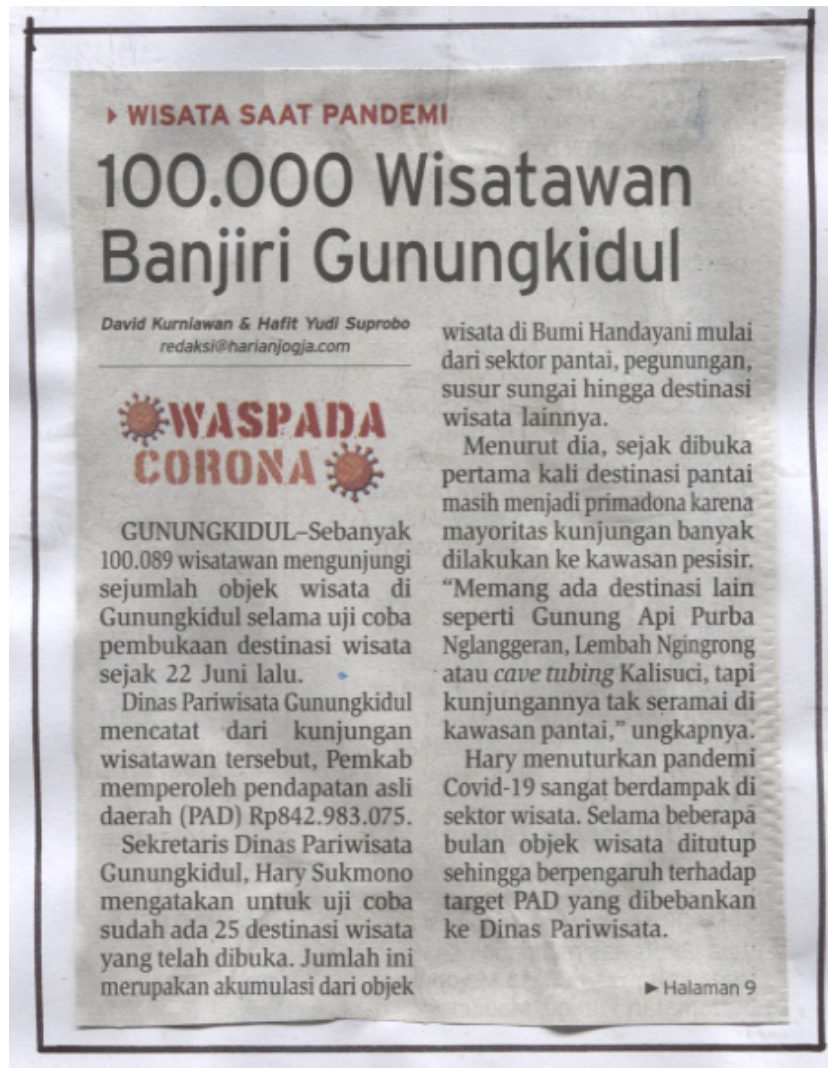 WISATA SAAT PANDEMI
100.000 Wisatawan
Banjiri Gunungkidul
David Kurniawan & Hafit Yudi Suprobo
redaksi@harianjogja.com
WASPADA
CORONA
GUNUNGKIDUL–Sebanyak
100.089 wisatawan mengunjungi
sejumlah objek wisata di
Gunungkidul selama uji coba
pembukaan destinasi wisata
sejak 22 Juni lalu.
Dinas Pariwisata Gunungkidul
mencatat dari kunjungan
wisatawan tersebut, Pemkab
memperoleh pendapatan asli
daerah (PAD) Rp842.983.075.
Sekretaris Dinas Pariwisata
Gunungkidul, Hary Sukmono
mengatakan untuk uji coba
sudah ada 25 destinasi wisata
yang telah dibuka. Jumlah ini
merupakan akumulasi dari objek
wisata di Bumi Handayani mulai
dari sektor pantai, pegunungan,
susur sungai hingga destinasi
wisata lainnya.
Menurut dia, sejak dibuka
pertama kali destinasi pantai
masih menjadi primadona karena
mayoritas kunjungan banyak
dilakukan ke kawasan pesisir.
“Memang ada destinasi lain
seperti Gunung Api Purba
Nglanggeran, Lembah Ngingrong
atau cave tubing Kalisuci, tapi
kunjungannya tak seramai di
kawasan pantai,” ungkapnya.
Hary menuturkan pandemi
Covid-19 sangat berdampak di
sektor wisata. Selama beberapa
bulan objek wisata ditutup
sehingga berpengaruh terhadap
target PAD yang dibebankan
ke Dinas Pariwisata.
Halaman 9